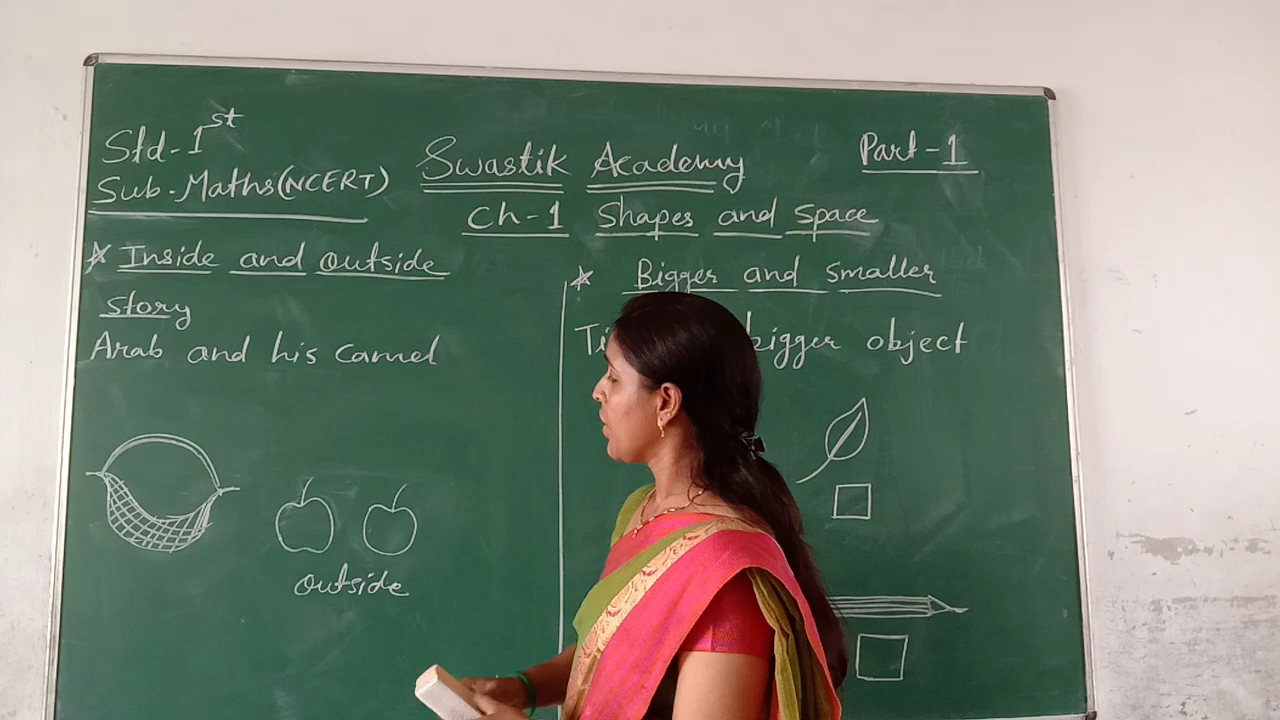 Std-1st
Sub-Maths(NCERT)
Swastik Academy
Part-1
Ch-1 Shapes and space
* Inside and outside
Story
Arab and his camel
outside
* Bigger and smaller
bigger object